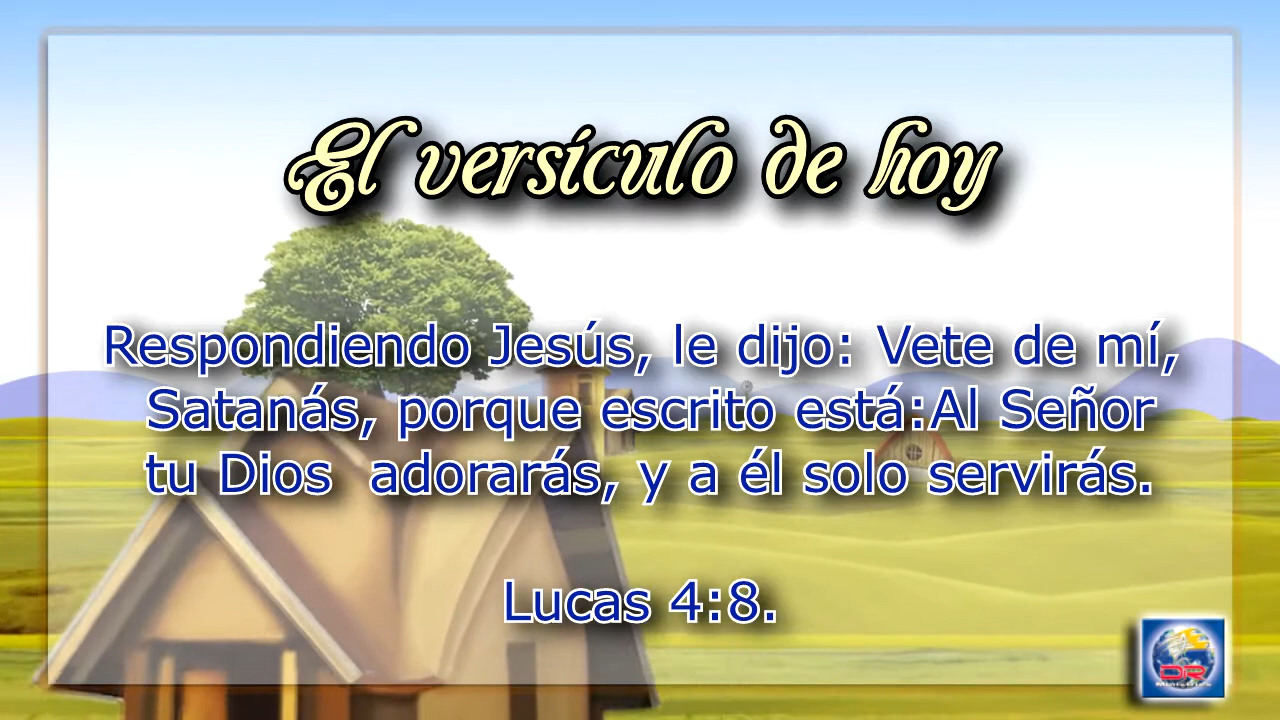 El versículo de hoy
Respondiendo Jesús, le dijo: Vete de mí,
Satanás, porque escrito está:Al Señor
tu Dios  adorarás, y a él solo servirás.
Lucas 4:8.
DR
Ministries